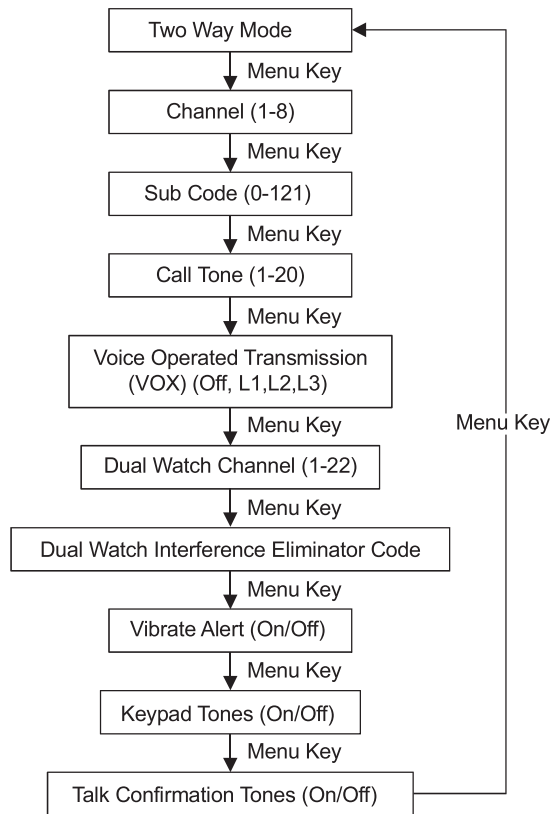 Two Way Mode
Menu Key
Channel (1-8)
Menu Key
Sub Code (0-121)
Menu Key
Call Tone (1-20)
Menu Key
Voice Operated Transmission
(VOX) (Off, L1,L2,L3)
Menu Key
Menu Key
Dual Watch Channel (1-22)
Menu Key
Dual Watch Interference Eliminator Code
Menu Key
Vibrate Alert (On/Off)
Menu Key
Keypad Tones (On/Off)
Menu Key
Talk Confirmation Tones (On/Off)